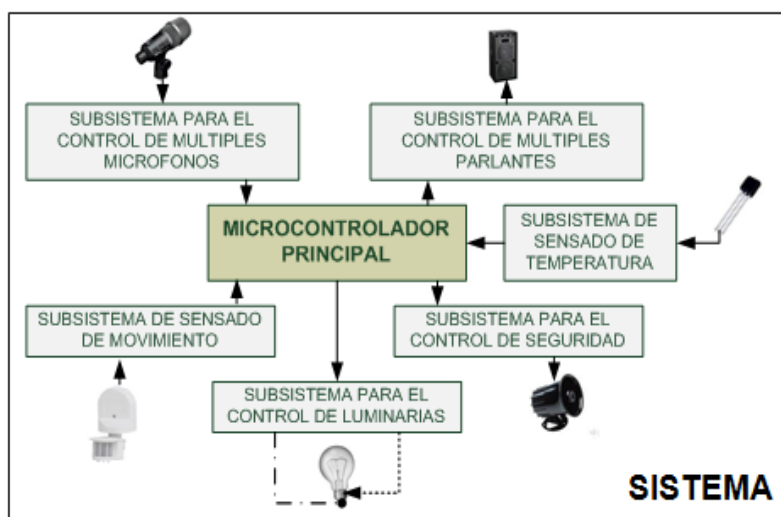 SUBSISTEMA PARA EL
CONTROL DE MULTIPLES
MICROFONOS
SUBSISTEMA PARA EL
CONTROL DE MULTIPLES
PARLANTES
MICROCONTROLADOR
PRINCIPAL
SUBSISTEMA DE
SENSADO DE
TEMPERATURA
SUBSISTEMA DE SENSADO
DE MOVIMIENTO
SUBSISTEMA PARA EL
CONTROL DE SEGURIDAD
SUBSISTEMA PARA EL
CONTROL DE LUMINARIAS
SISTEMA